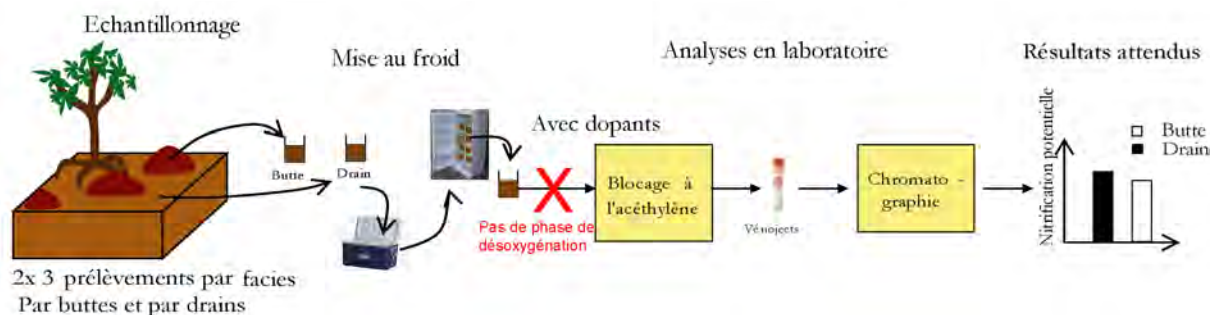 Echantillonnage
Mise au froid
Analyses en laboratoire
Résultats attendus
Butte
Drain
Avec dopants
Pas de phase de
désoxygénation
Blocage à
l'acéthylène
Vénojects
Chromato -
graphie
Nitrification potentielle
Butte
Drain
2x 3 prélèvements par facies
Par buttes et par drains